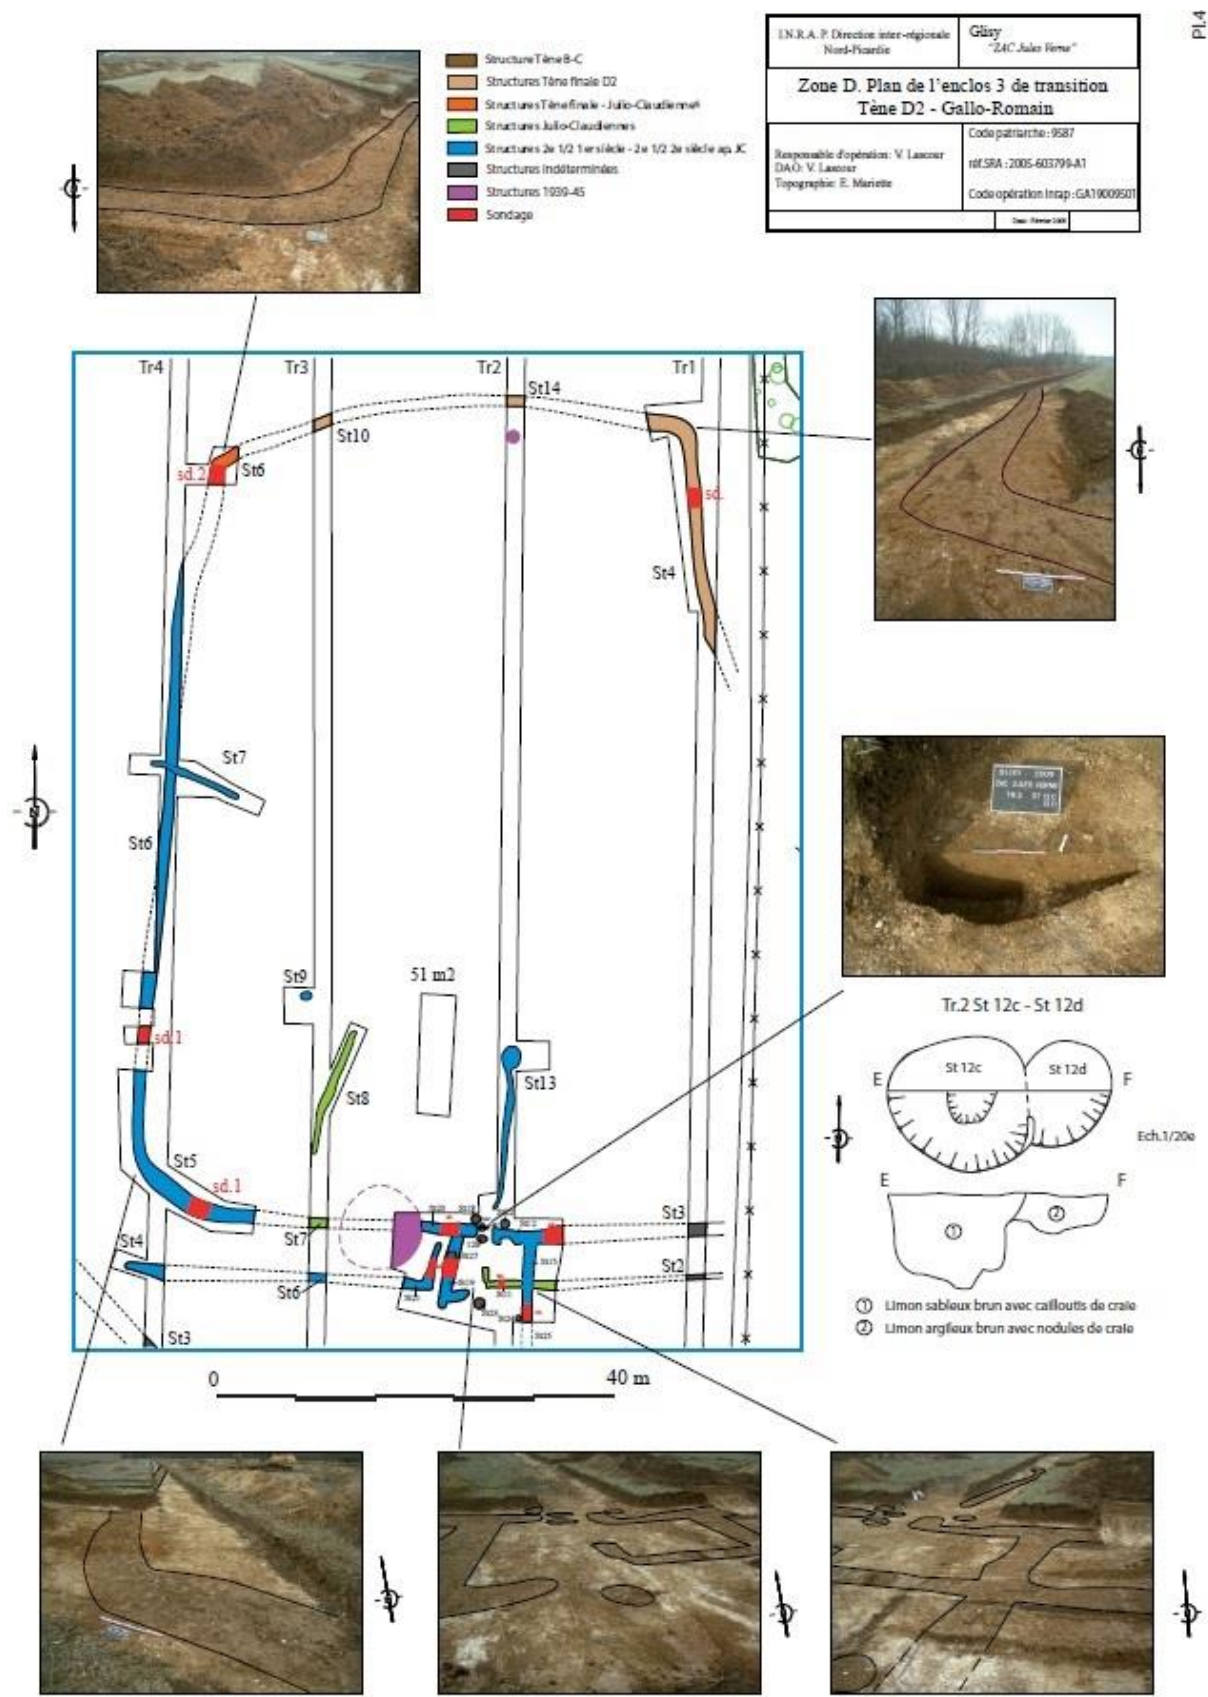 Pl.4
I.N.R.A. P. Direction inter-régionale
Nord-Picardie
Glisy
"ZAC Jules Verne"
Zone D. Plan de l'enclos 3 de transition
Tène D2 - Gallo-Romain
Responsable d'opération: V. Lascour
DAO: V. Lascour
Topographie: E. Mariette
Code patriarche : 9587
réf.SRA : 2005-603799-A1
Code opération Inrap : GA19009501
Structure Tène B-C
Structures Tène finale D2
Structures Tène finale - Julio-Claudienne
Structures Julio-Claudiennes
Structures 2e 1/2 1er siècle - 2e 1/2 2e siècle ap. JC
Structures indéterminées
Structures 1939-45
Sondage
Tr4
Tr3
Tr2
Tr1
St14
St10
sd.2
St6
sd.
St4
St7
St6
St9
51 m2
sd.1
St13
St8
St5
sd.1
St3
St7
St4
St2
St6
St3
0
40 m
Tr.2 St 12c - St 12d
St 12c
St 12d
E
F
Ech.1/20e
E
F
1
2
1 Limon sableux brun avec cailloutis de craie
2 Limon argileux brun avec nodules de craie